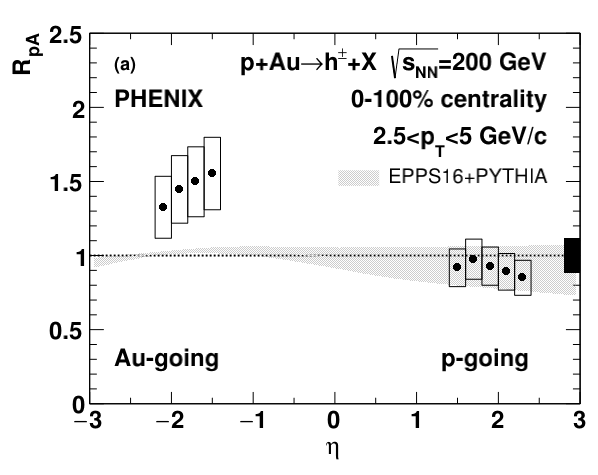 R_pA
2.5
2
1.5
1
0.5
0
(a)
p+Au→h±+X √s_NN=200 GeV
PHENIX
0-100% centrality
2.5<p_T<5 GeV/c
EPPS16+PYTHIA
Au-going
p-going
−3 −2 −1 0 1 2 3
η